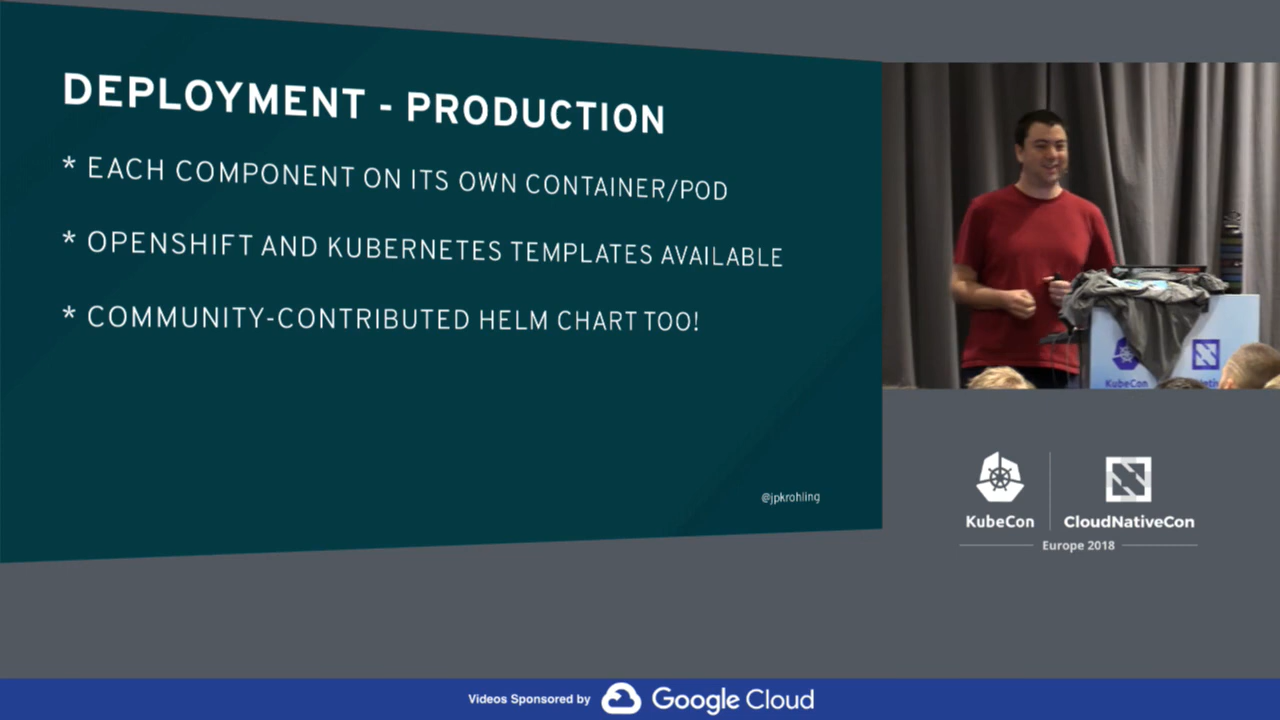 DEPLOYMENT - PRODUCTION
* EACH COMPONENT ON ITS OWN CONTAINER/POD
* OPENSHIFT AND KUBERNETES TEMPLATES AVAILABLE
* COMMUNITY-CONTRIBUTED HELM CHART TOO!
@jpkrohling
KubeCon
KubeCon
CloudNativeCon
Europe 2018
Videos Sponsored by Google Cloud